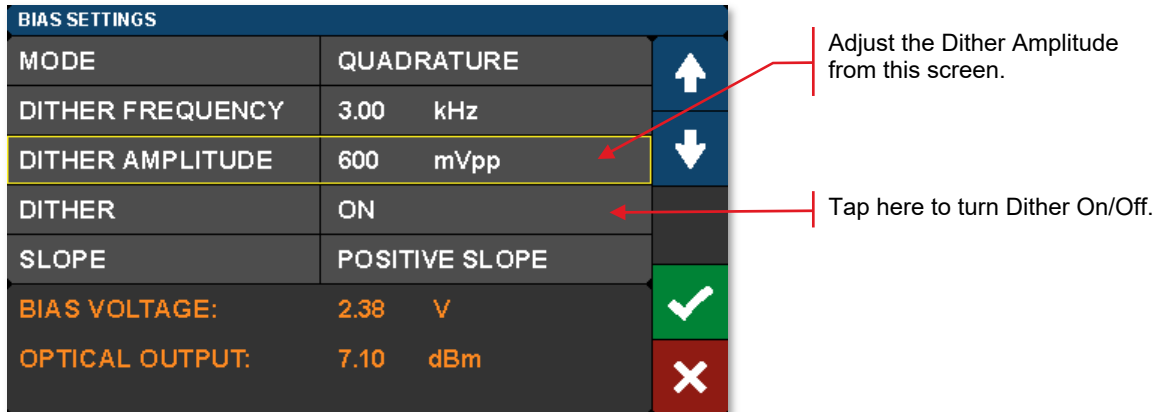 BIAS SETTINGS
MODE QUADRATURE
DITHER FREQUENCY 3.00 kHz
DITHER AMPLITUDE 600 mVpp
DITHER ON
SLOPE POSITIVE SLOPE
BIAS VOLTAGE: 2.38 V
OPTICAL OUTPUT: 7.10 dBm
Adjust the Dither Amplitude
from this screen.
Tap here to turn Dither On/Off.